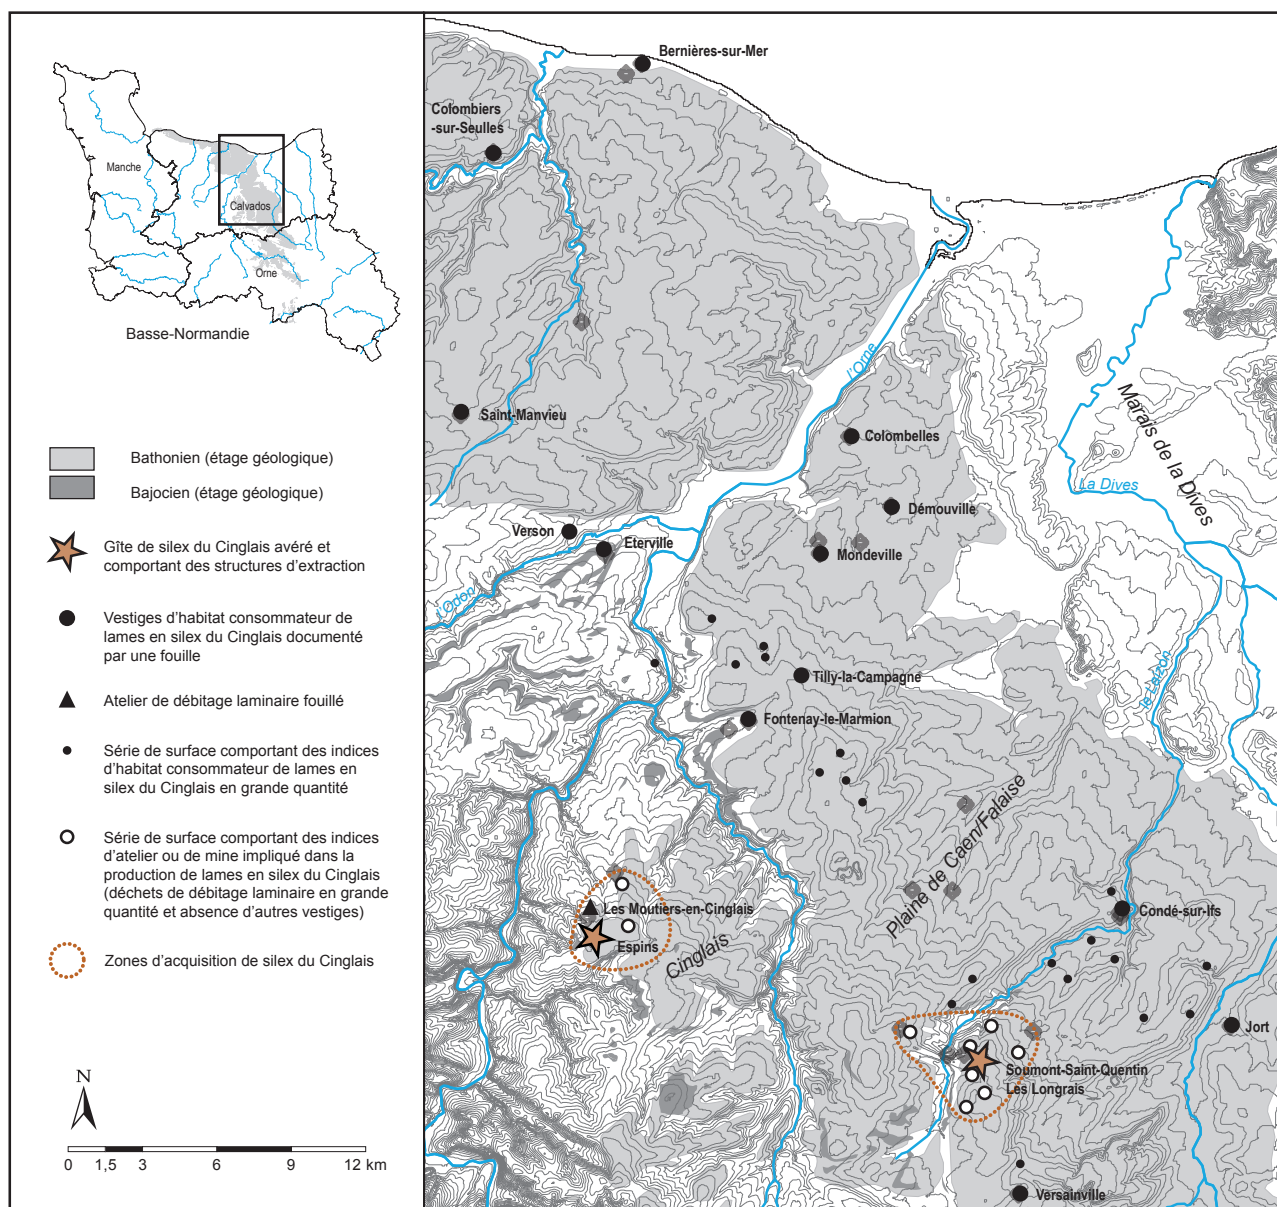 Manche
Calvados
Orne
Basse-Normandie
Bathonien (étage géologique)
Bajocien (étage géologique)
Gîte de silex du Cinglais avéré et
comportant des structures d'extraction
Vestiges d'habitat consommateur de
lames en silex du Cinglais documenté
par une fouille
Atelier de débitage laminaire fouillé
Série de surface comportant des indices
d'habitat consommateur de lames en
silex du Cinglais en grande quantité
Série de surface comportant des indices
d'atelier ou de mine impliqué dans la
production de lames en silex du Cinglais
(déchets de débitage laminaire en grande
quantité et absence d'autres vestiges)
Zones d'acquisition de silex du Cinglais
N
0 1,5 3 6 9 12 km
Bernières-sur-Mer
Colombiers
-sur-Seulles
Saint-Manvieu
l'Orne
Colombelles
Marais de la Dives
La Dives
Démouville
Verson
Eterville
Mondeville
l'Odon
le Laizon
Tilly-la-Campagne
Fontenay-le-Marmion
Plaine de Caen/Falaise
Les Moutiers-en-Cinglais
Espins
Cinglais
Condé-sur-Ifs
Jort
Soumont-Saint-Quentin
Les Longrais
Versainville